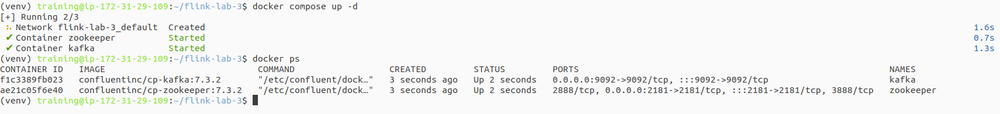 (venv) training@ip-172-31-29-109:~/flink-lab-3$ docker compose up -d
[+] Running 2/3
 ⠦ Network flink-lab-3_default  Created 1.6s
 ✔ Container zookeeper          Started 0.7s
 ✔ Container kafka              Started 1.3s
(venv) training@ip-172-31-29-109:~/flink-lab-3$ docker ps
CONTAINER ID   IMAGE                             COMMAND                  CREATED         STATUS         PORTS                                                           NAMES
f1c3389fb023   confluentinc/cp-kafka:7.3.2       "/etc/confluent/dock…"   3 seconds ago   Up 2 seconds   0.0.0.0:9092->9092/tcp, :::9092->9092/tcp                       kafka
ae21c05f6e40   confluentinc/cp-zookeeper:7.3.2   "/etc/confluent/dock…"   3 seconds ago   Up 2 seconds   2888/tcp, 0.0.0.0:2181->2181/tcp, :::2181->2181/tcp, 3888/tcp   zookeeper
(venv) training@ip-172-31-29-109:~/flink-lab-3$